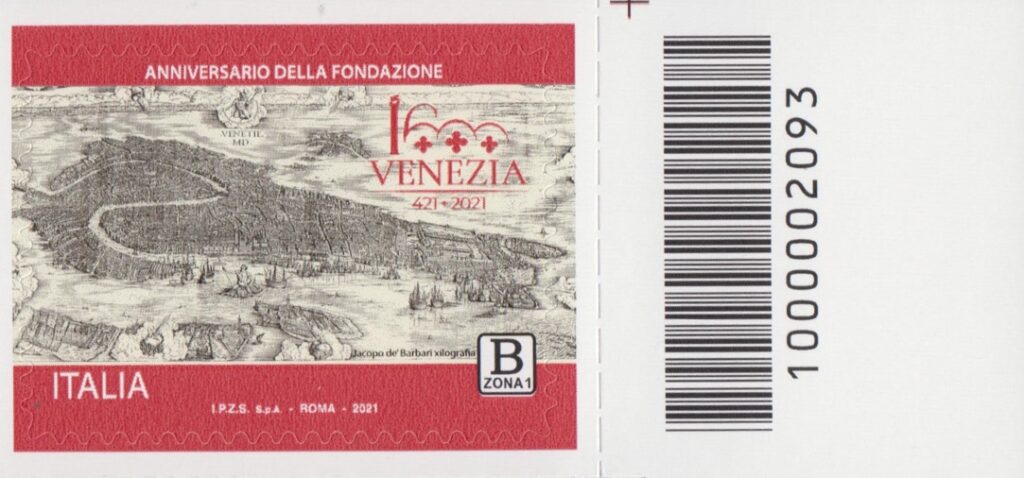 ANNIVERSARIO DELLA FONDAZIONE
VENETIE
MD
1600
VENEZIA
421•2021
Jacopo de' Barbari xilografia
B
ZONA 1
ITALIA
I.P.Z.S. S.p.A. - ROMA - 2021
1000002093